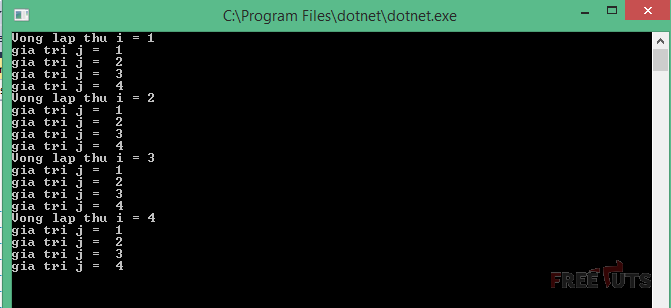 C:\Program Files\dotnet\dotnet.exe
Vong lap thu i = 1
gia tri j =  1
gia tri j =  2
gia tri j =  3
gia tri j =  4
Vong lap thu i = 2
gia tri j =  1
gia tri j =  2
gia tri j =  3
gia tri j =  4
Vong lap thu i = 3
gia tri j =  1
gia tri j =  2
gia tri j =  3
gia tri j =  4
Vong lap thu i = 4
gia tri j =  1
gia tri j =  2
gia tri j =  3
gia tri j =  4
FREETUTS